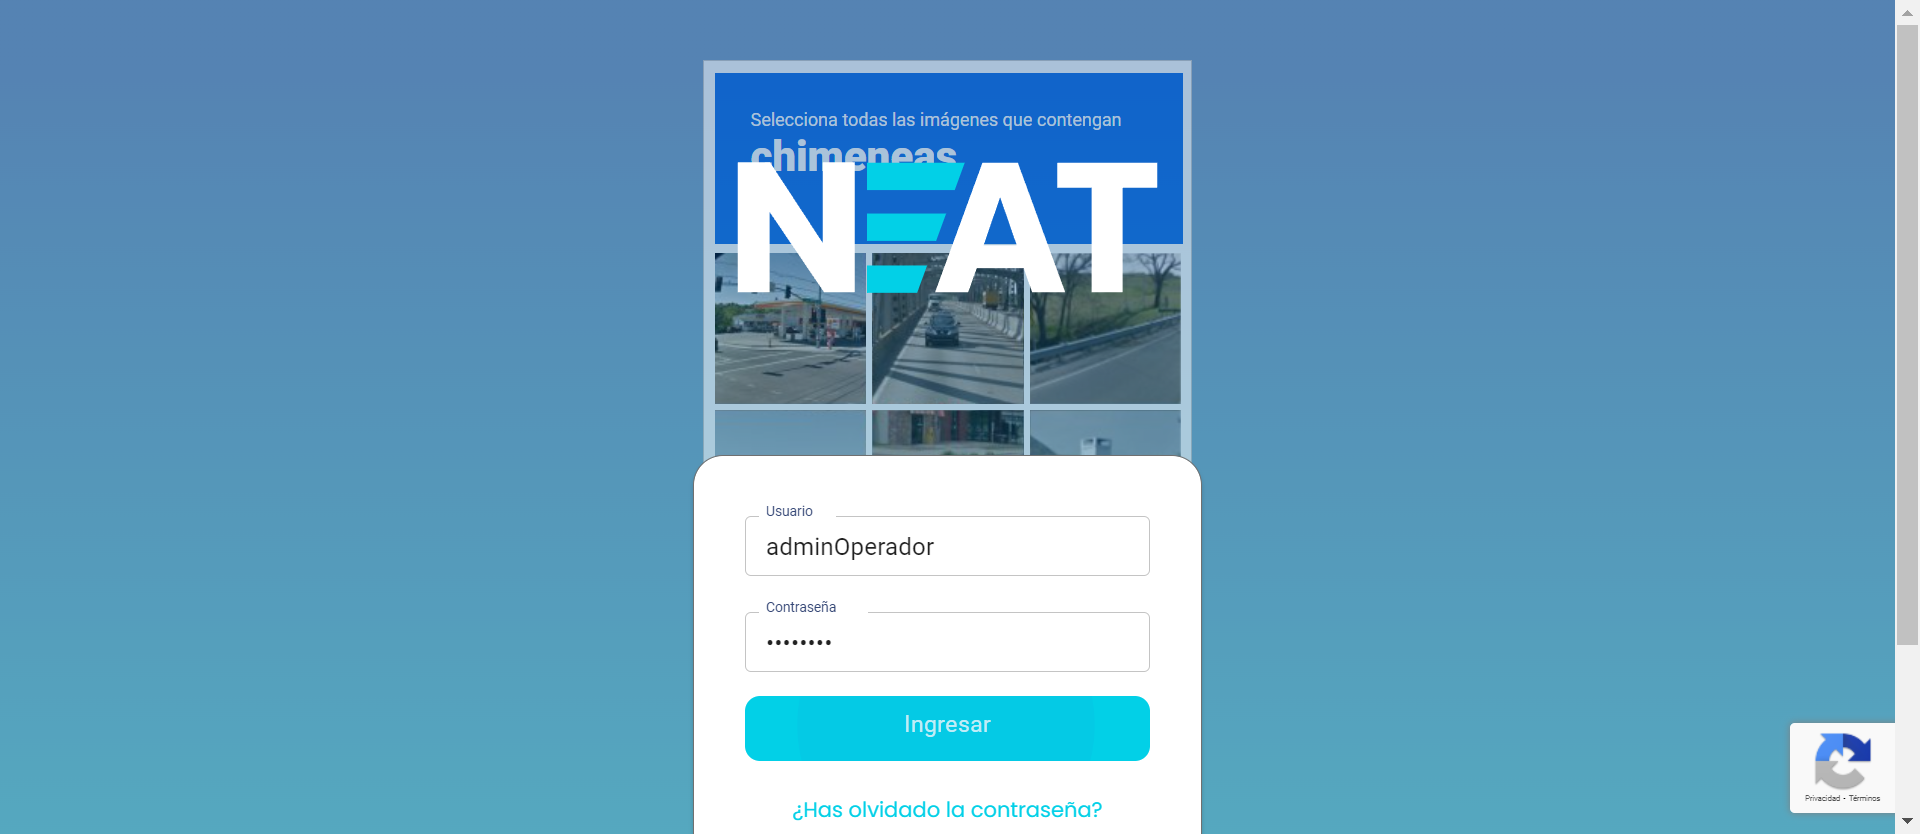 Selecciona todas las imágenes que contengan
chimeneas
NEAT
Usuario
adminOperador
Contraseña
••••••••
Ingresar
¿Has olvidado la contraseña?
Privacidad - Términos